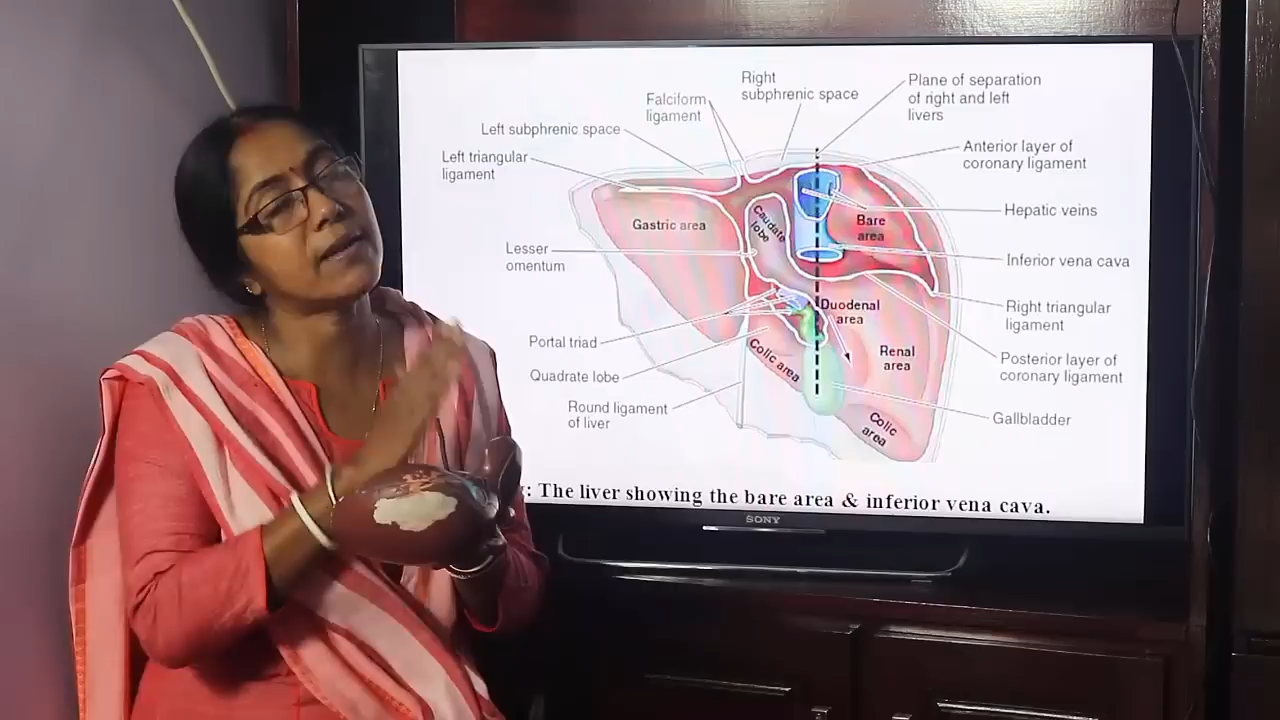 Right
subphrenic space
Plane of separation
of right and left
livers
Falciform
ligament
Left subphrenic space
Left triangular
ligament
Anterior layer of
coronary ligament
Gastric area
Caudate
lobe
Bare
area
Hepatic veins
Lesser
omentum
Inferior vena cava
Duodenal
area
Right triangular
ligament
Portal triad
Colic area
Renal
area
Posterior layer of
coronary ligament
Quadrate lobe
Round ligament
of liver
Gallbladder
Colic
area
: The liver showing the bare area & inferior vena cava.
SONY